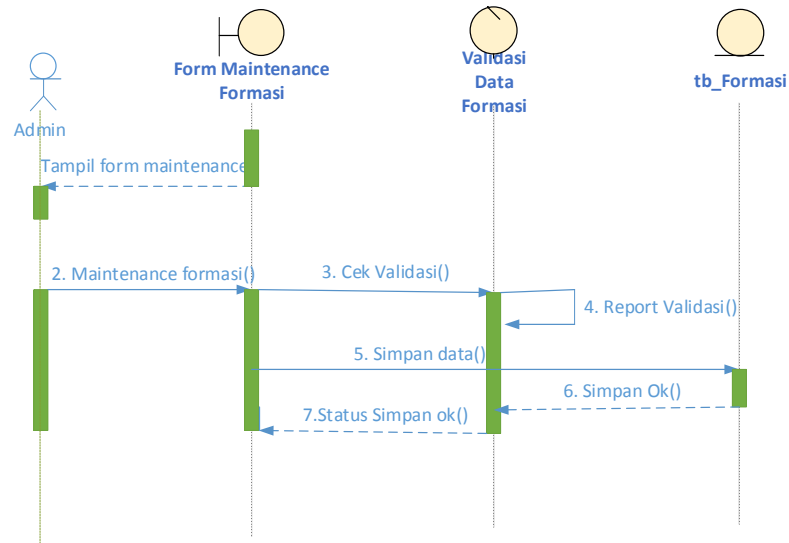 Form Maintenance
Formasi
Validasi
Data
Formasi
tb_Formasi
Admin
Tampil form maintenance
2. Maintenance formasi()
3. Cek Validasi()
4. Report Validasi()
5. Simpan data()
6. Simpan Ok()
7.Status Simpan ok()